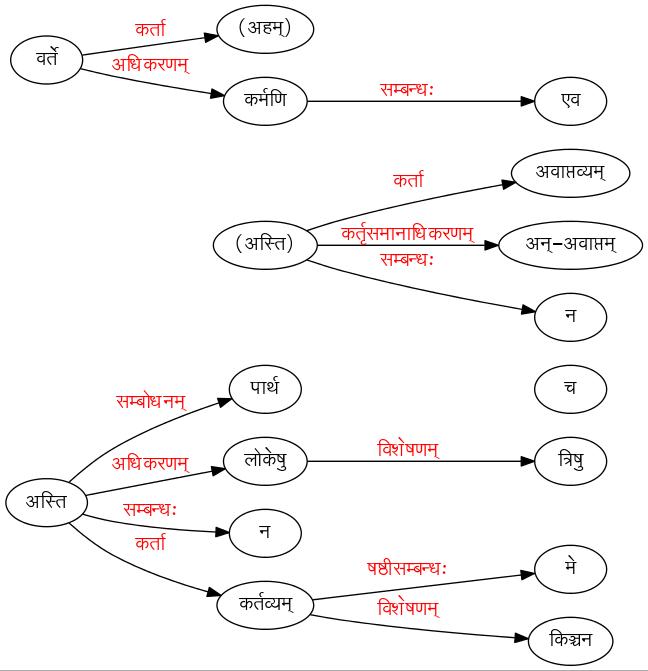 कर्ता
(अहम्)
वर्ते
अधिकरणम्
कर्मणि
सम्बन्ध:
एव
कर्ता
अवाप्तव्यम्
(अस्ति)
कर्तृसमानाधिकरणम्
अन्-अवाप्तम्
सम्बन्ध:
न
सम्बोधनम्
पार्थ
च
अधिकरणम्
लोकेषु
विशेषणम्
त्रिषु
अस्ति
सम्बन्ध:
न
कर्ता
कर्तव्यम्
षष्ठीसम्बन्ध:
मे
विशेषणम्
किञ्चन